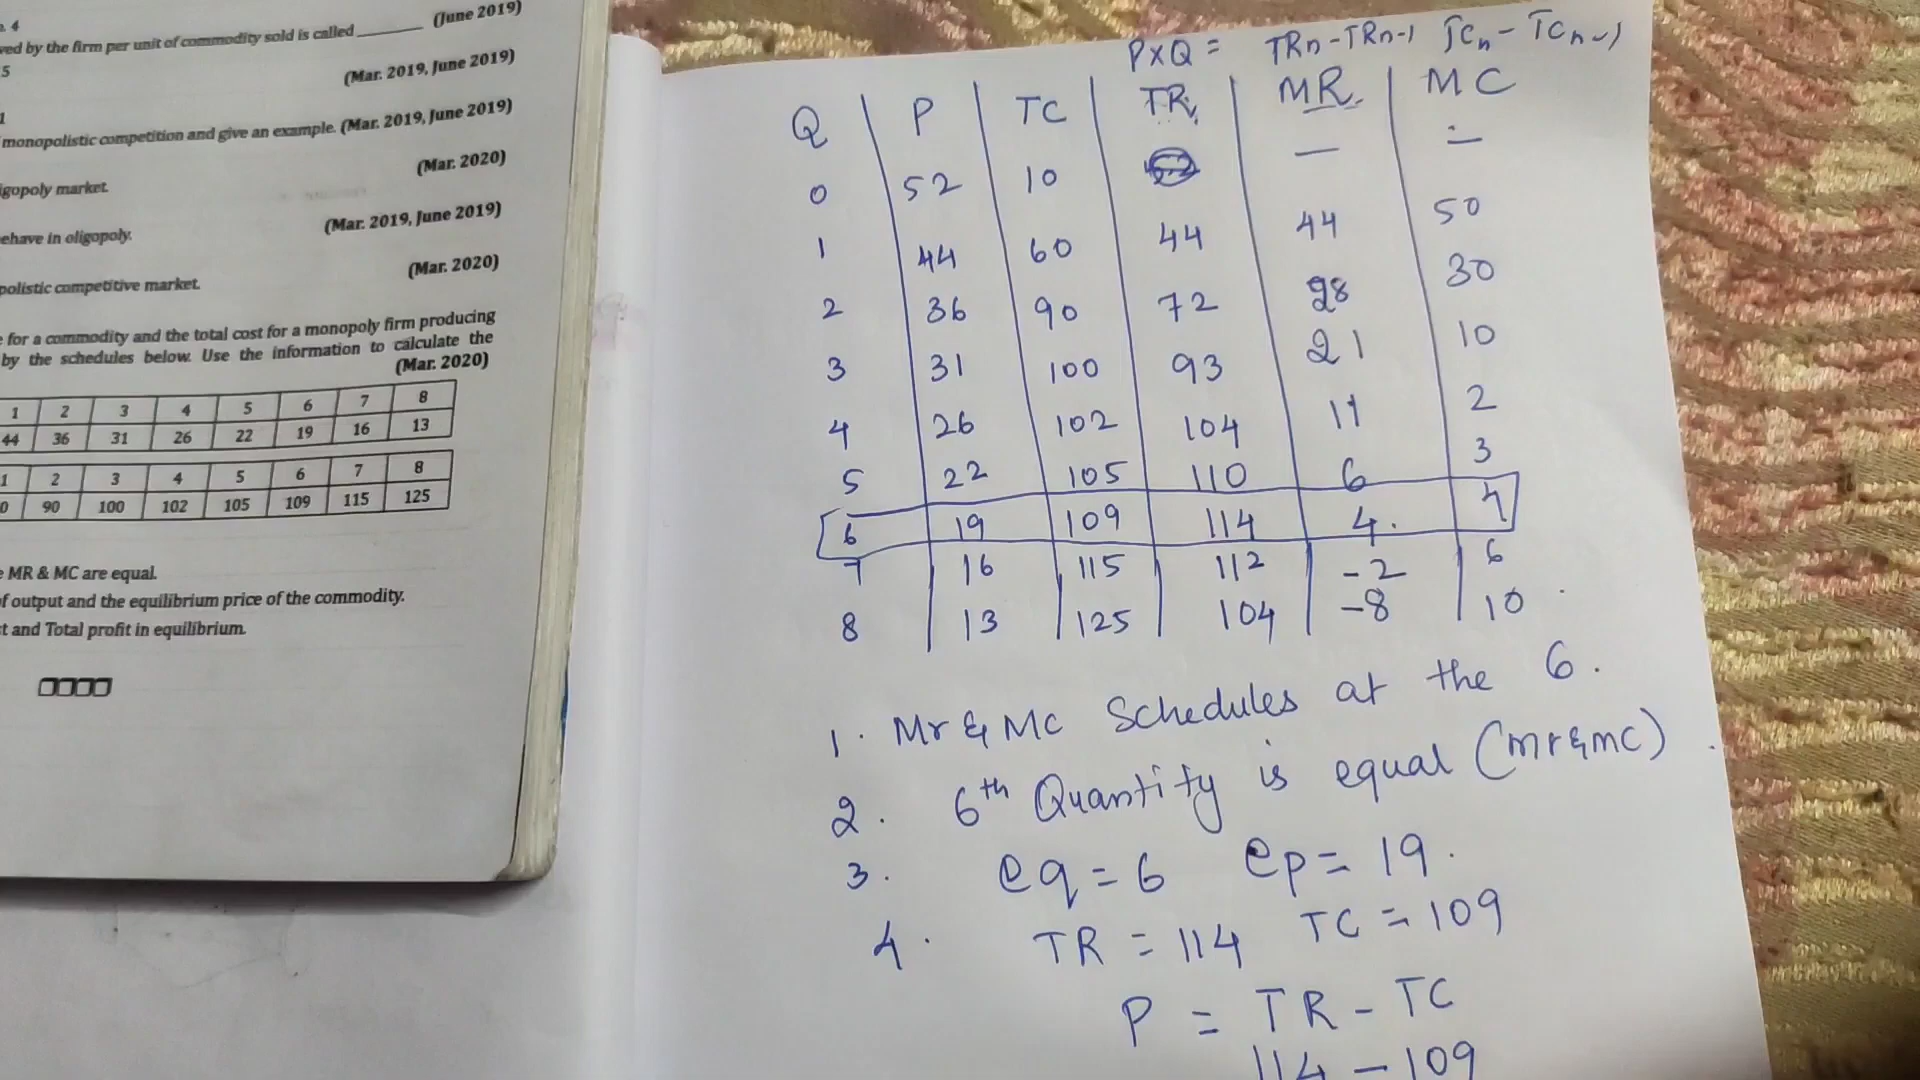 . 4
ved by the firm per unit of commodity sold is called ________ (June 2019)
5
(Mar. 2019, June 2019)
1
monopolistic competition and give an example. (Mar. 2019, June 2019)
(Mar. 2020)
igopoly market.
(Mar. 2019, June 2019)
ehave in oligopoly.
(Mar. 2020)
polistic competitive market.
e for a commodity and the total cost for a monopoly firm producing
by the schedules below. Use the information to calculate the
(Mar. 2020)
1 2 3 4 5 6 7 8
44 36 31 26 22 19 16 13
1 2 3 4 5 6 7 8
0 90 100 102 105 109 115 125
e MR & MC are equal.
f output and the equilibrium price of the commodity.
t and Total profit in equilibrium.
P×Q = TRn-TRn-1 TCn-TCn-1
Q P TC TR MR MC
0 52 10 — —
1 44 60 44 44 50
2 36 90 72 28 30
3 31 100 93 21 10
4 26 102 104 11 2
5 22 105 110 6 3
6 19 109 114 4. 4
7 16 115 112 -2 6
8 13 125 104 -8 10
1. Mr & Mc Schedules at the 6.
2. 6th Quantity is equal (mr&mc)
3. eq = 6 ep = 19.
4. TR = 114 TC = 109
P = TR - TC
114 - 109